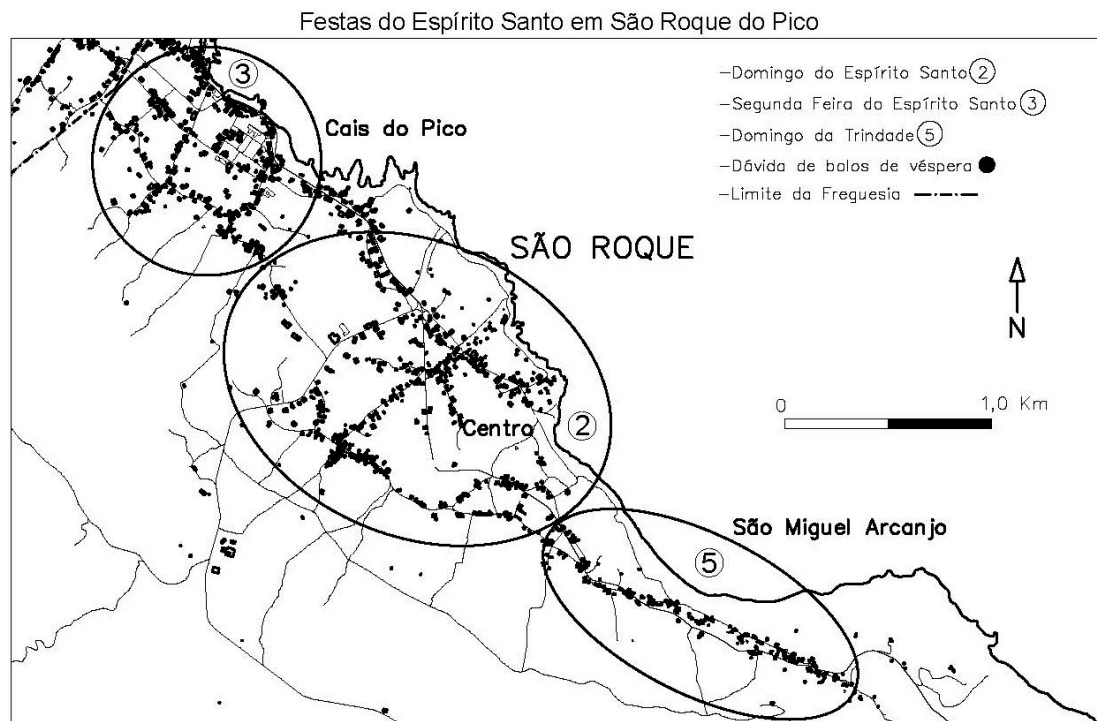 Festas do Espírito Santo em São Roque do Pico
-Domingo do Espírito Santo 2
-Segunda Feira do Espírito Santo 3
-Domingo da Trindade 5
-Dávida de bolos de véspera
-Limite da Freguesia
3
Cais do Pico
SÃO ROQUE
N
0 1,0 Km
Centro 2
São Miguel Arcanjo
5